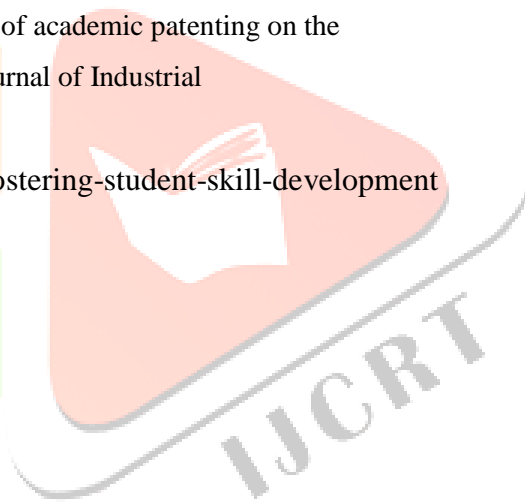 of academic patenting on the
urnal of Industrial
ostering-student-skill-development
IJCRT